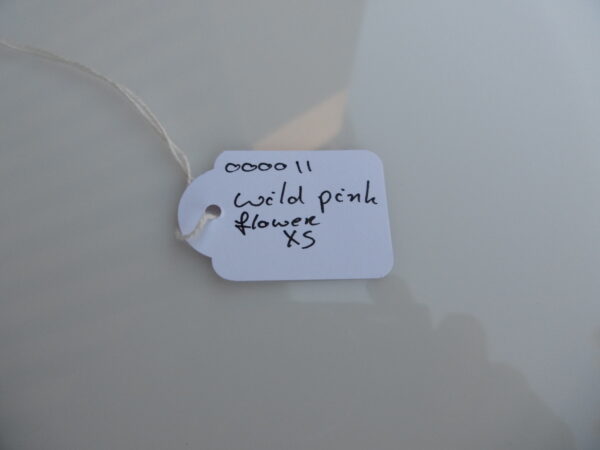 000011
wild pink
flower
XS